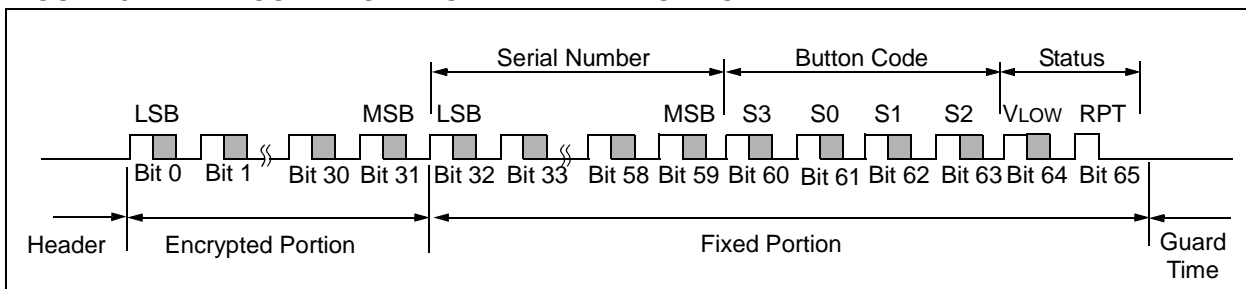 Serial Number Button Code Status
LSB MSB LSB MSB S3 S0 S1 S2 VLOW RPT
Bit 0 Bit 1 Bit 30 Bit 31 Bit 32 Bit 33 Bit 58 Bit 59 Bit 60 Bit 61 Bit 62 Bit 63 Bit 64 Bit 65
Header Encrypted Portion Fixed Portion Guard
Time